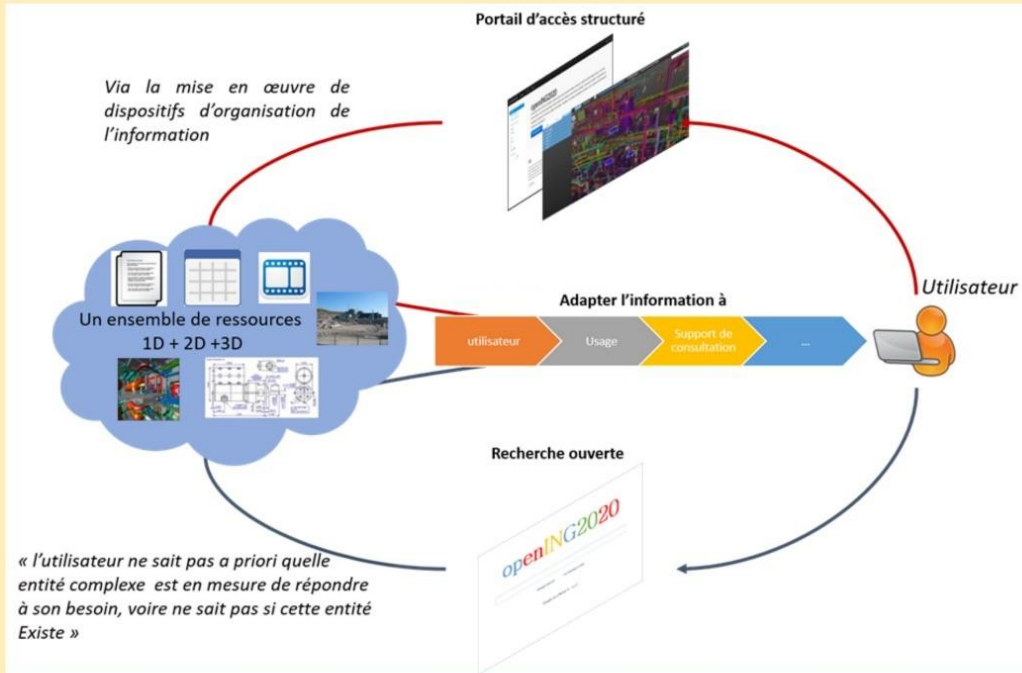 Portail d'accès structuré
Via la mise en œuvre de
dispositifs d'organisation de
l'information
openING2020
Utilisateur
Un ensemble de ressources
1D + 2D +3D
Adapter l'information à
utilisateur
Usage
Support de
consultation
...
Recherche ouverte
openING2020
« l'utilisateur ne sait pas a priori quelle
entité complexe est en mesure de répondre
à son besoin, voire ne sait pas si cette entité
Existe »